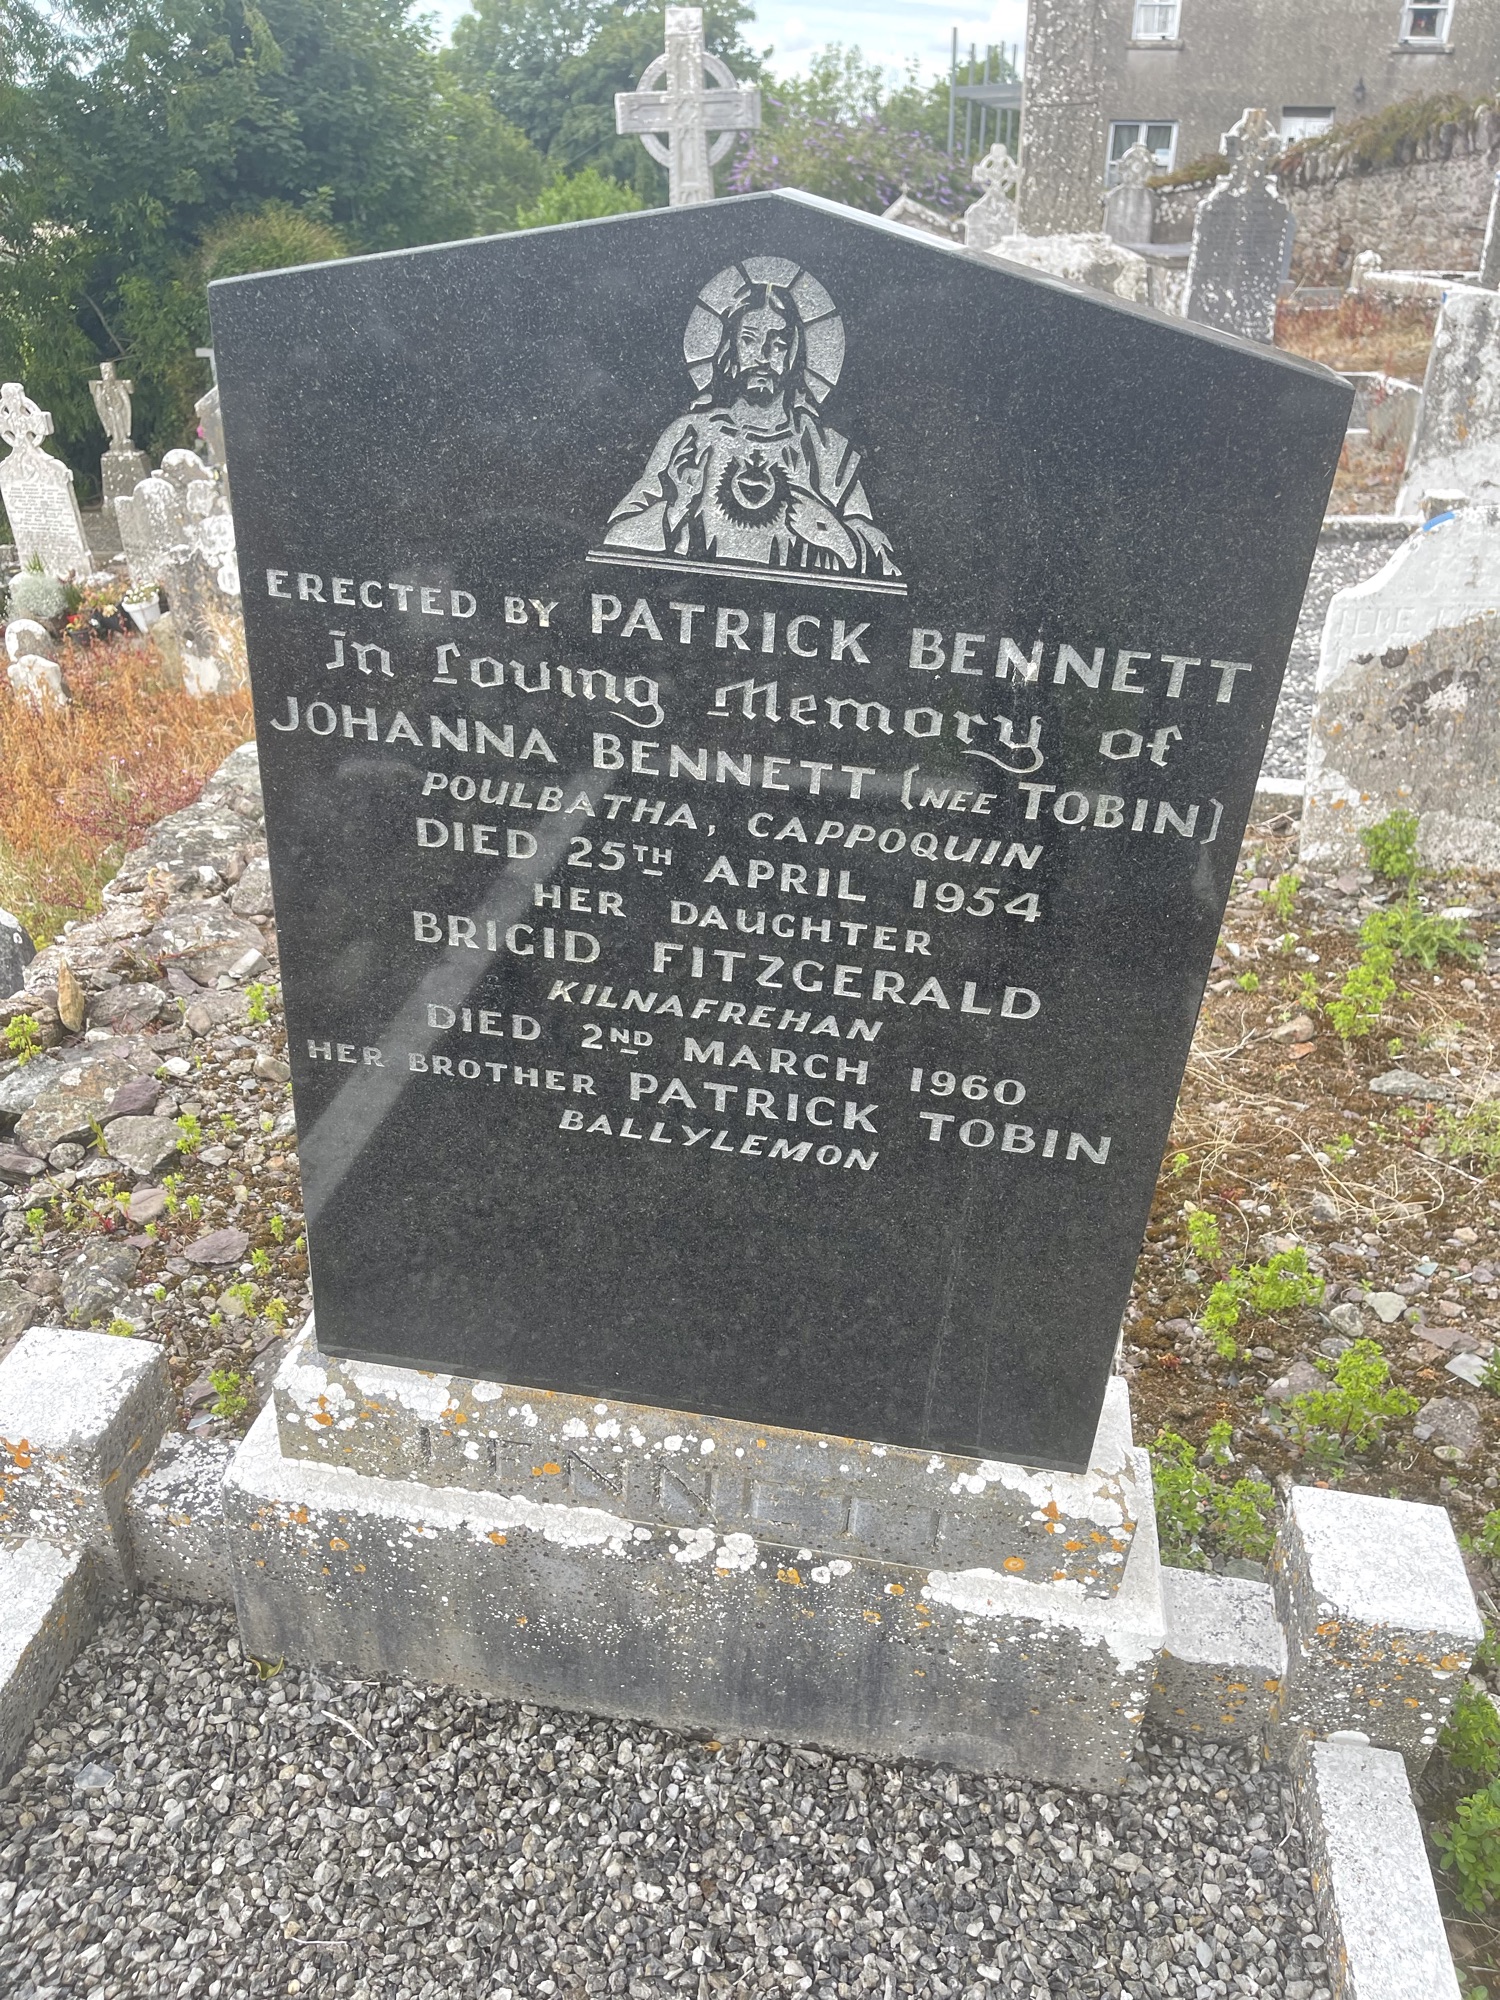 ERECTED BY PATRICK BENNETT
In Loving Memory of
JOHANNA BENNETT (NEE TOBIN)
POULBATHA, CAPPOQUIN
DIED 25TH APRIL 1954
HER DAUGHTER
BRIGID FITZGERALD
KILNAFREHAN
DIED 2ND MARCH 1960
HER BROTHER PATRICK TOBIN
BALLYLEMON
BENNETT